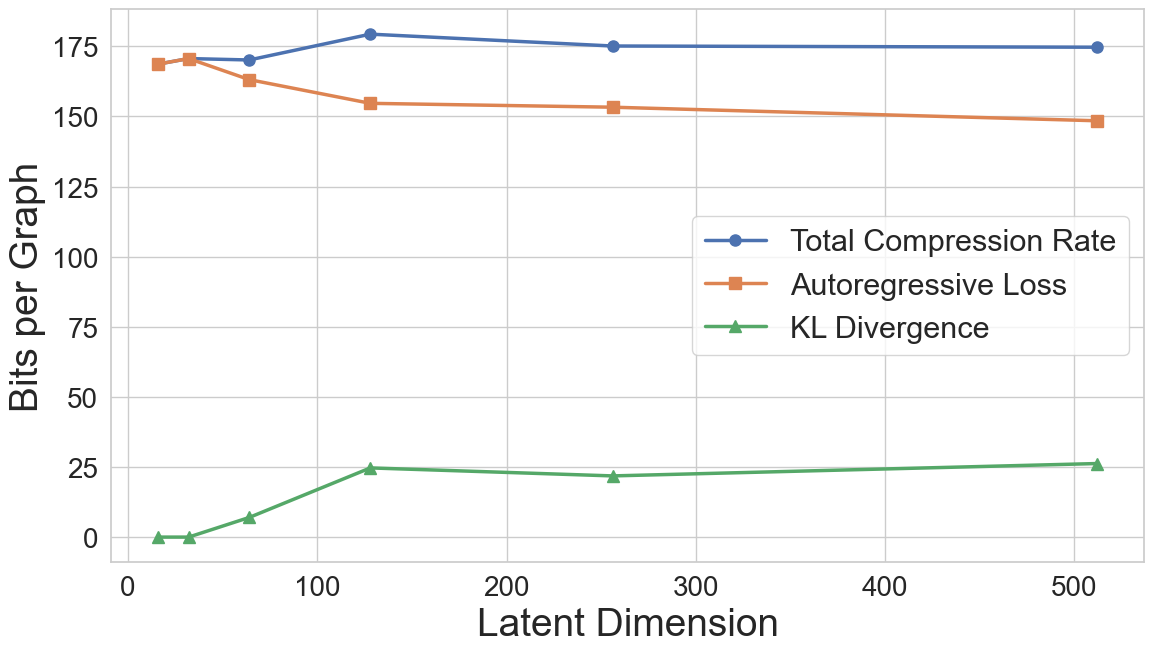 175
150
125
100
75
50
25
0
Bits per Graph
Total Compression Rate
Autoregressive Loss
KL Divergence
0 100 200 300 400 500
Latent Dimension